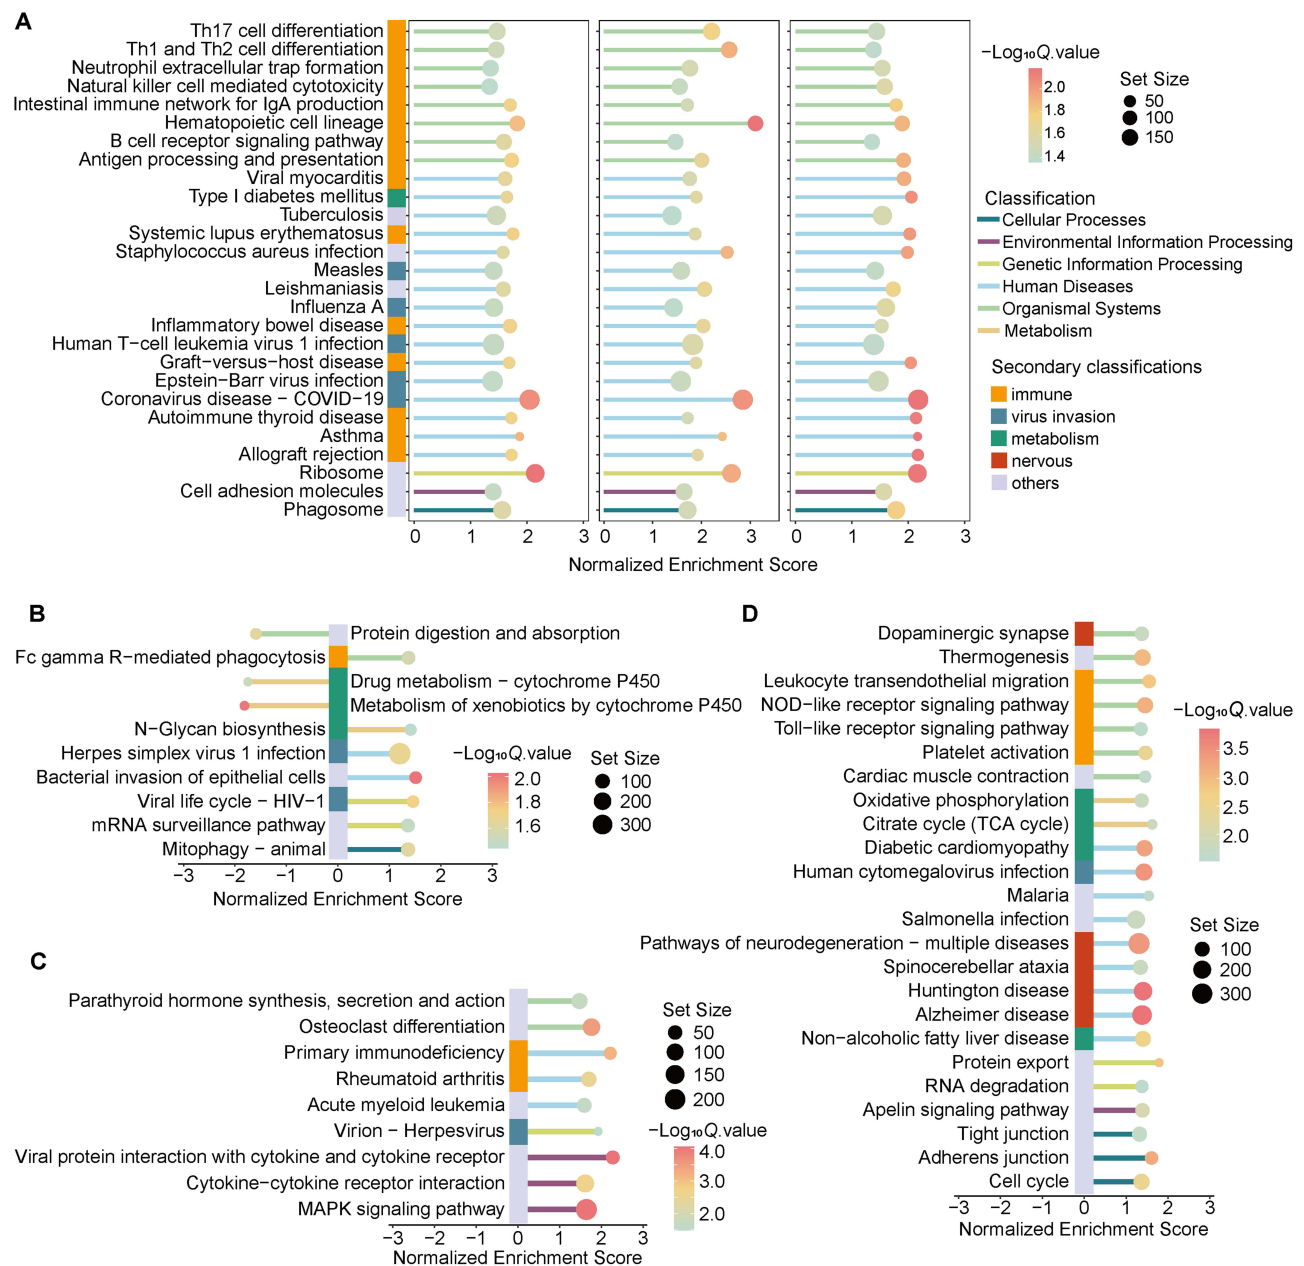 A
Th17 cell differentiation
Th1 and Th2 cell differentiation
Neutrophil extracellular trap formation
Natural killer cell mediated cytotoxicity
Intestinal immune network for IgA production
Hematopoietic cell lineage
B cell receptor signaling pathway
Antigen processing and presentation
Viral myocarditis
Type I diabetes mellitus
Tuberculosis
Systemic lupus erythematosus
Staphylococcus aureus infection
Measles
Leishmaniasis
Influenza A
Inflammatory bowel disease
Human T−cell leukemia virus 1 infection
Graft−versus−host disease
Epstein−Barr virus infection
Coronavirus disease − COVID−19
Autoimmune thyroid disease
Asthma
Allograft rejection
Ribosome
Cell adhesion molecules
Phagosome
0 1 2 3 0 1 2 3 0 1 2 3
Normalized Enrichment Score
−Log₁₀Q.value
2.0
1.8
1.6
1.4
Set Size
50
100
150
Classification
Cellular Processes
Environmental Information Processing
Genetic Information Processing
Human Diseases
Organismal Systems
Metabolism
Secondary classifications
immune
virus invasion
metabolism
nervous
others
B
Protein digestion and absorption
Fc gamma R−mediated phagocytosis
Drug metabolism − cytochrome P450
Metabolism of xenobiotics by cytochrome P450
N−Glycan biosynthesis
Herpes simplex virus 1 infection
Bacterial invasion of epithelial cells
Viral life cycle − HIV−1
mRNA surveillance pathway
Mitophagy − animal
−3 −2 −1 0 1 2 3
Normalized Enrichment Score
−Log₁₀Q.value
2.0
1.8
1.6
Set Size
100
200
300
C
Parathyroid hormone synthesis, secretion and action
Osteoclast differentiation
Primary immunodeficiency
Rheumatoid arthritis
Acute myeloid leukemia
Virion − Herpesvirus
Viral protein interaction with cytokine and cytokine receptor
Cytokine−cytokine receptor interaction
MAPK signaling pathway
−3 −2 −1 0 1 2 3
Normalized Enrichment Score
Set Size
50
100
150
200
−Log₁₀Q.value
4.0
3.0
2.0
D
Dopaminergic synapse
Thermogenesis
Leukocyte transendothelial migration
NOD−like receptor signaling pathway
Toll−like receptor signaling pathway
Platelet activation
Cardiac muscle contraction
Oxidative phosphorylation
Citrate cycle (TCA cycle)
Diabetic cardiomyopathy
Human cytomegalovirus infection
Malaria
Salmonella infection
Pathways of neurodegeneration − multiple diseases
Spinocerebellar ataxia
Huntington disease
Alzheimer disease
Non−alcoholic fatty liver disease
Protein export
RNA degradation
Apelin signaling pathway
Tight junction
Adherens junction
Cell cycle
−3 −2 −1 0 1 2 3
Normalized Enrichment Score
−Log₁₀Q.value
3.5
3.0
2.5
2.0
Set Size
100
200
300